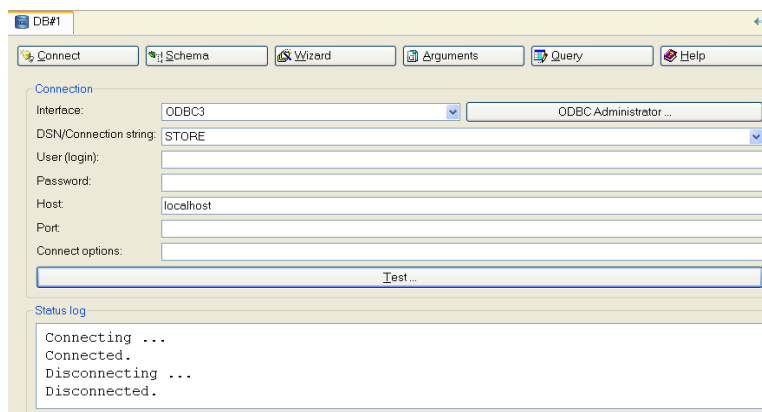 DB#1
Connect Schema Wizard Arguments Query Help
Connection
Interface: ODBC3 ODBC Administrator ...
DSN/Connection string: STORE
User (login):
Password:
Host: localhost
Port:
Connect options:
Test ...
Status log
Connecting ...
Connected.
Disconnecting ...
Disconnected.